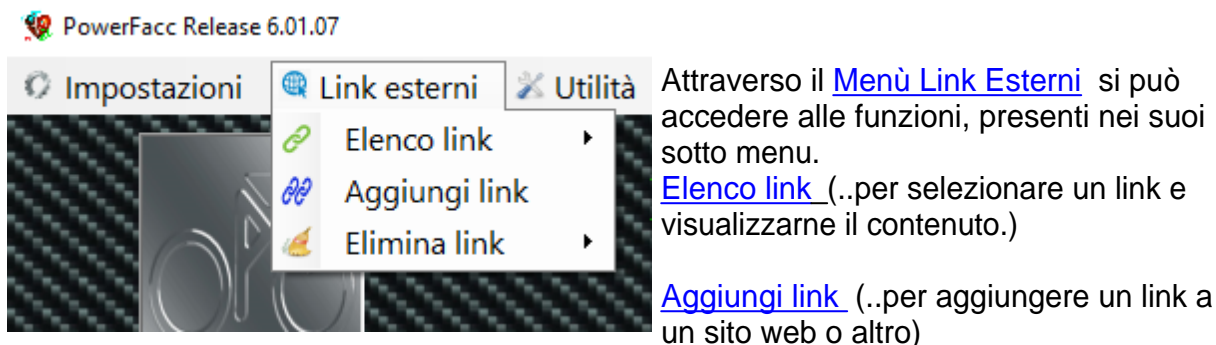 PowerFacc Release 6.01.07
Impostazioni Link esterni Utilità
Elenco link
Aggiungi link
Elimina link
Attraverso il Menù Link Esterni si può
accedere alle funzioni, presenti nei suoi
sotto menu.
Elenco link (..per selezionare un link e
visualizzarne il contenuto.)
Aggiungi link (..per aggiungere un link a
un sito web o altro)